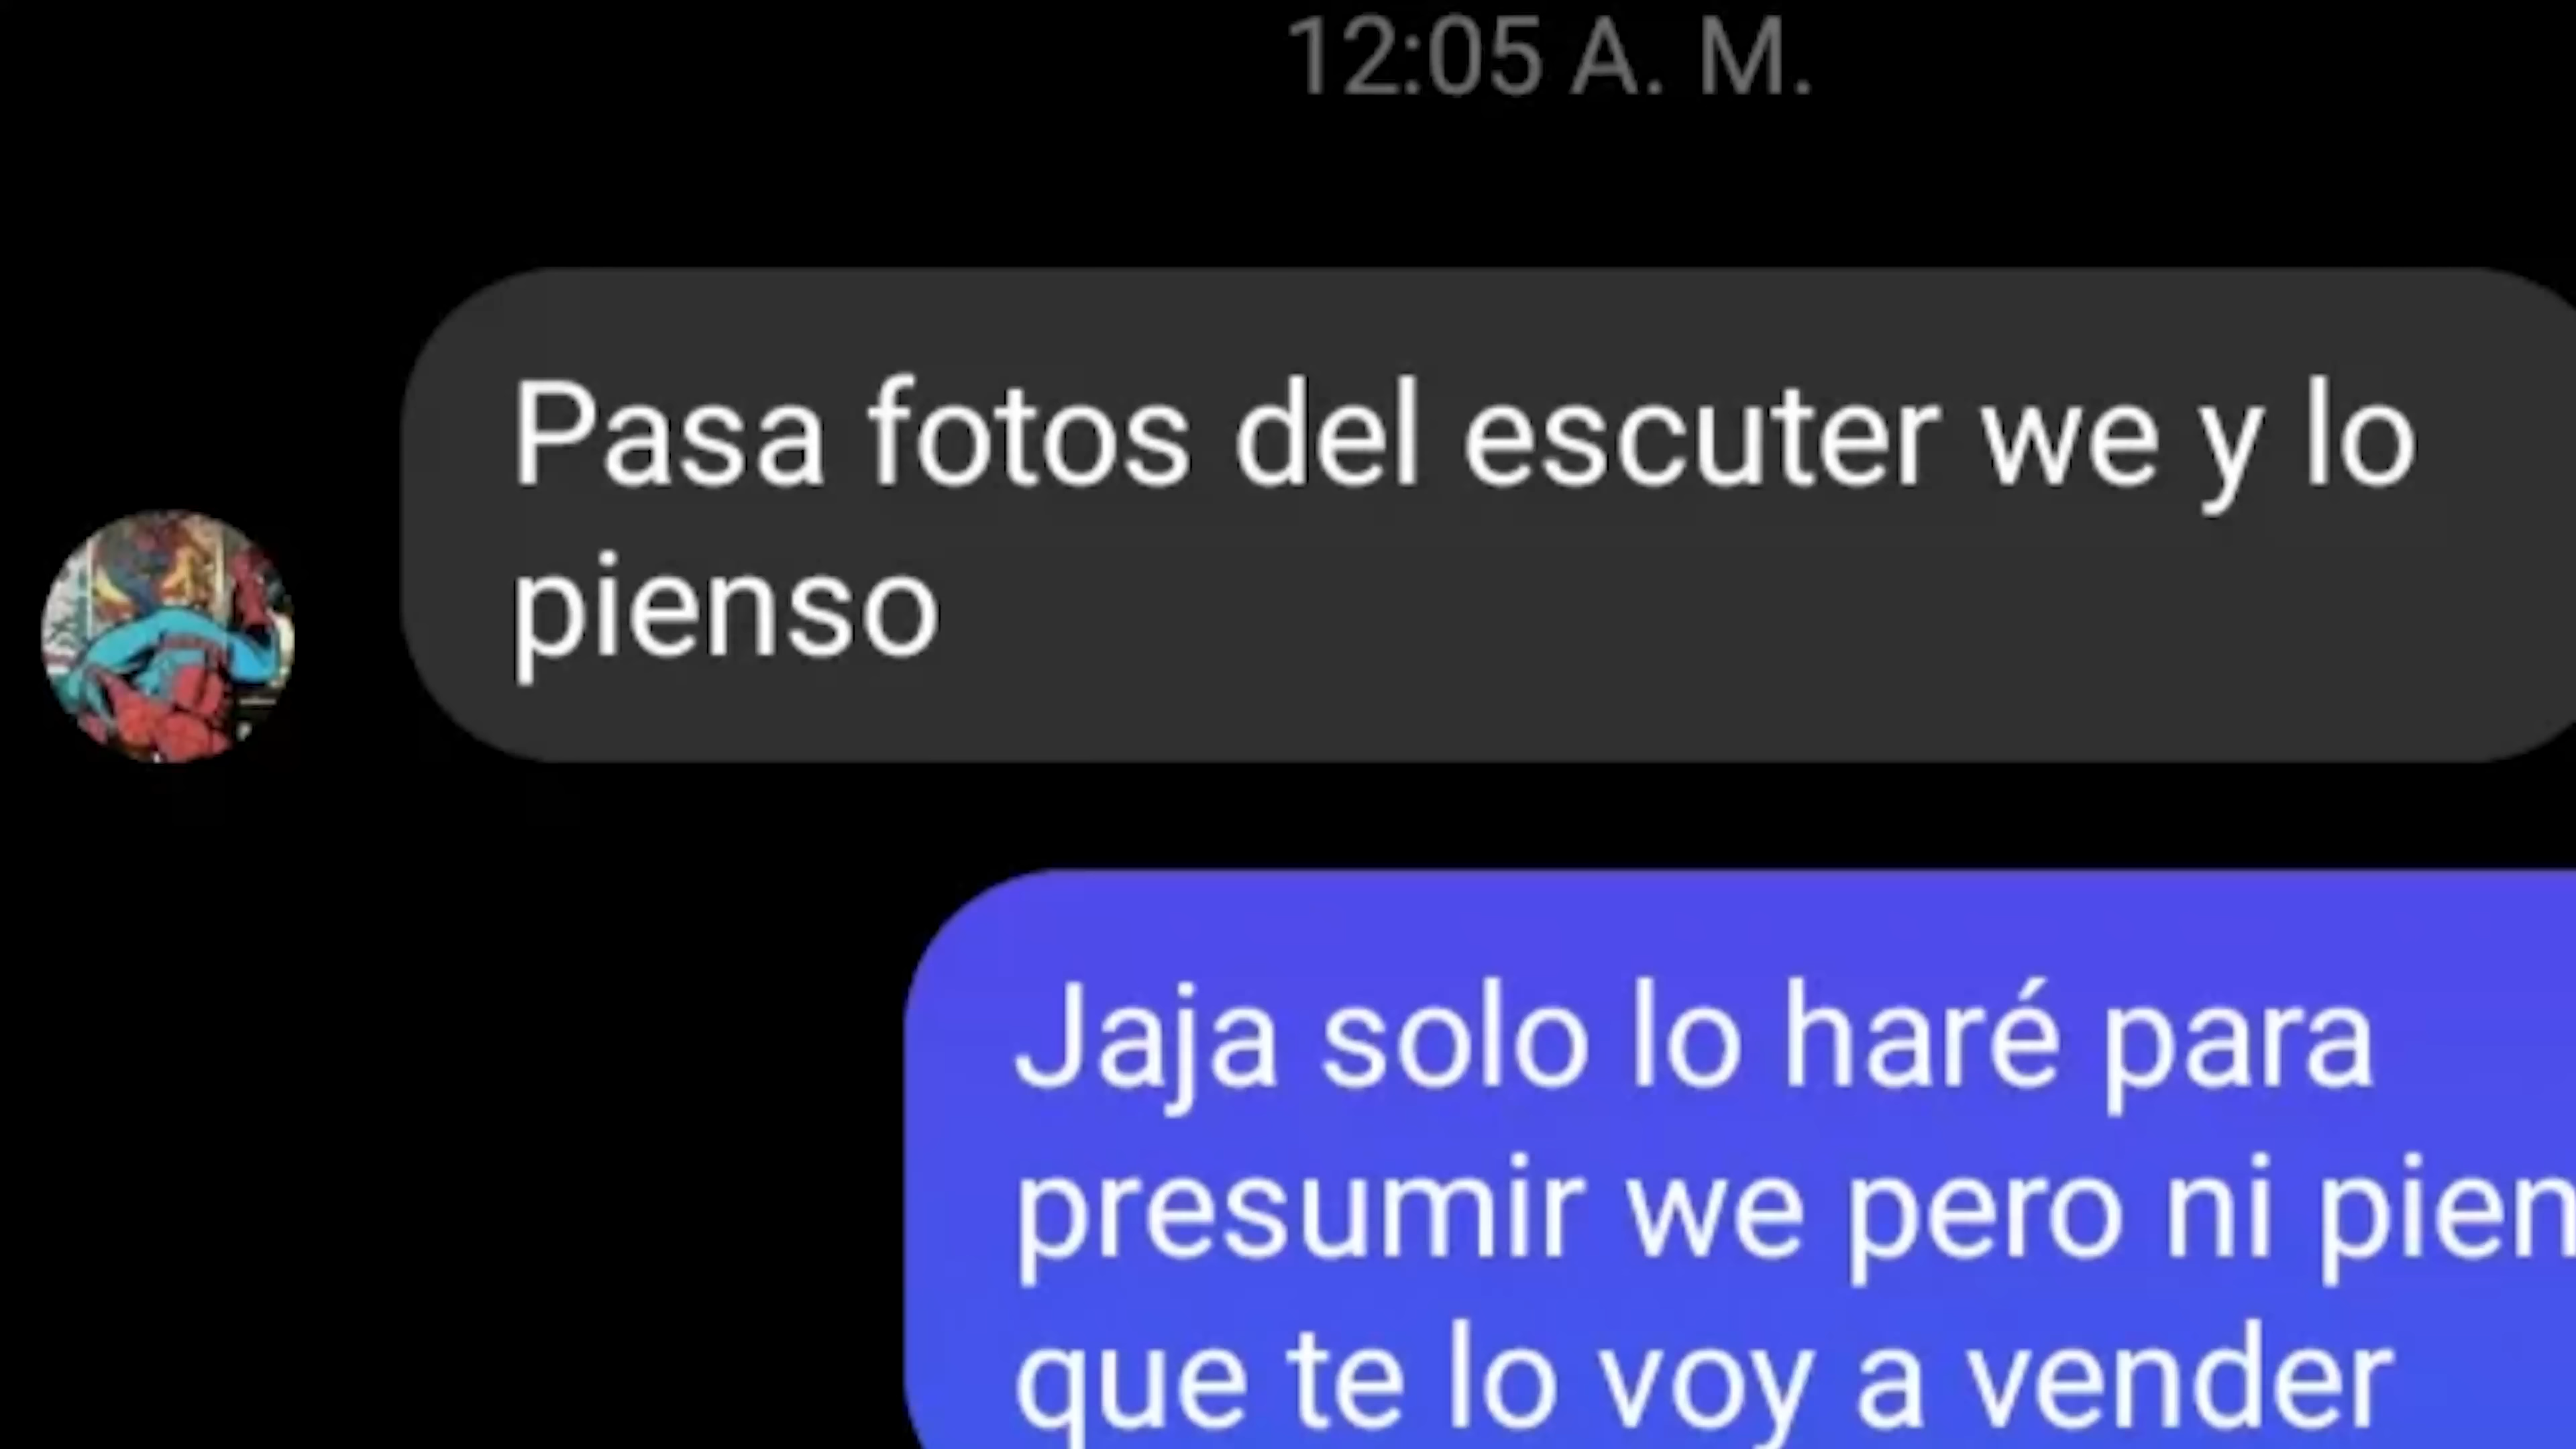 12:05 A. M.
Pasa fotos del escuter we y lo
pienso
Jaja solo lo haré para
presumir we pero ni pien
que te lo voy a vender